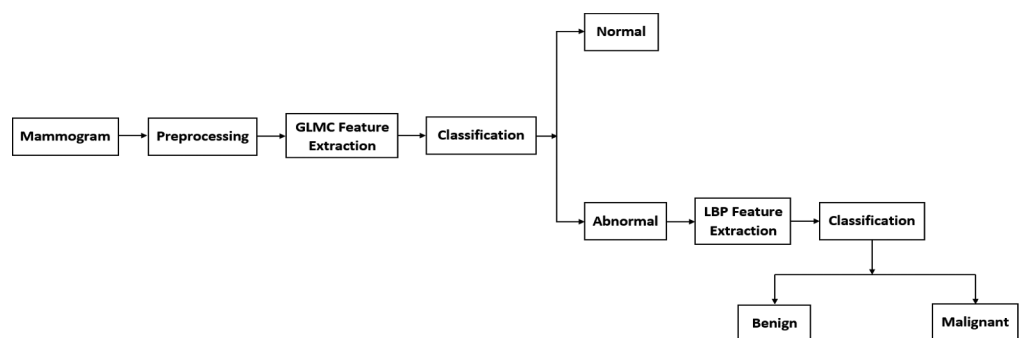 Normal
Mammogram
Preprocessing
GLMC Feature
Extraction
Classification
Abnormal
LBP Feature
Extraction
Classification
Benign
Malignant